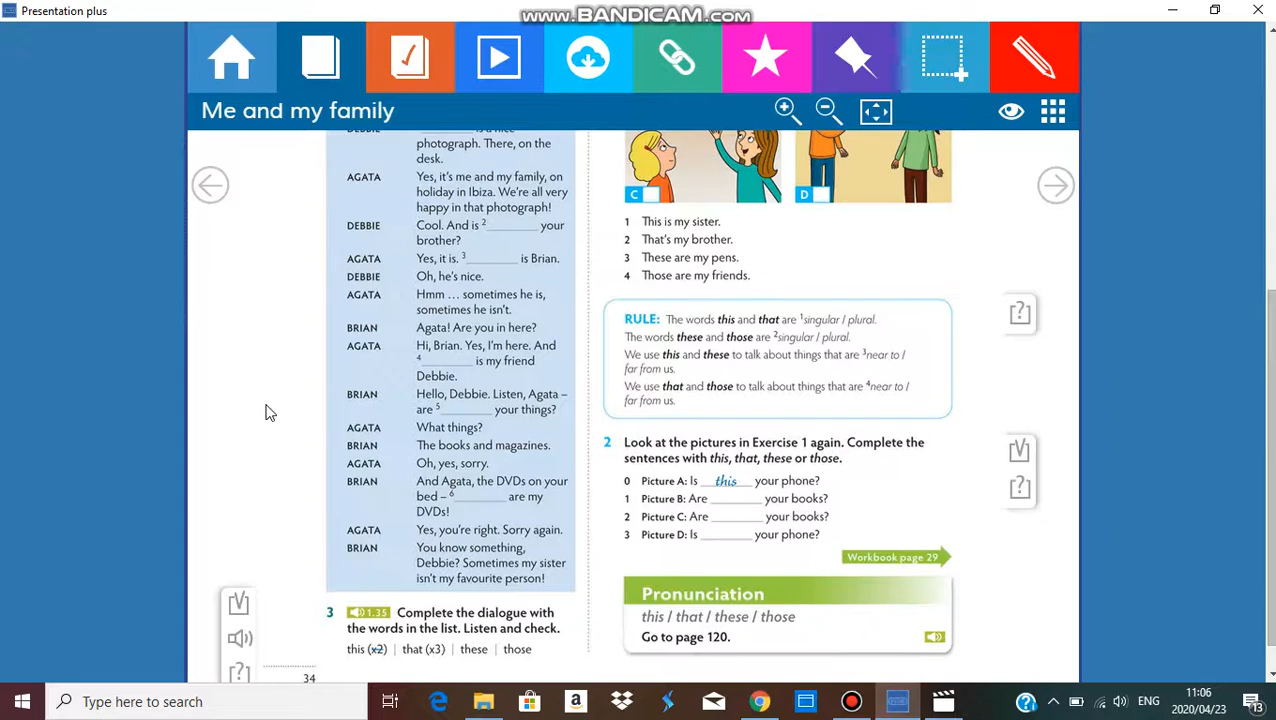 Presentation plus
www.BANDICAM.com
Me and my family
is a nice
photograph. There, on the
desk.
AGATA Yes, it's me and my family, on
holiday in Ibiza. We're all very
happy in that photograph!
DEBBIE Cool. And is 2 ________ your
brother?
AGATA Yes, it is. 3 ________ is Brian.
DEBBIE Oh, he's nice.
AGATA Hmm … sometimes he is,
sometimes he isn't.
BRIAN Agata! Are you in here?
AGATA Hi, Brian. Yes, I'm here. And
4 ________ is my friend
Debbie.
BRIAN Hello, Debbie. Listen, Agata –
are 5 ________ your things?
AGATA What things?
BRIAN The books and magazines.
AGATA Oh, yes, sorry.
BRIAN And Agata, the DVDs on your
bed – 6 ________ are my
DVDs!
AGATA Yes, you're right. Sorry again.
BRIAN You know something,
Debbie? Sometimes my sister
isn't my favourite person!
3 1.35 Complete the dialogue with
the words in the list. Listen and check.
this (x2) | that (x3) | these | those
34
C
D
1 This is my sister.
2 That's my brother.
3 These are my pens.
4 Those are my friends.
RULE: The words this and that are 1 singular / plural.
The words these and those are 2 singular / plural.
We use this and these to talk about things that are 3 near to /
far from us.
We use that and those to talk about things that are 4 near to /
far from us.
2 Look at the pictures in Exercise 1 again. Complete the
sentences with this, that, these or those.
0 Picture A: Is this your phone?
1 Picture B: Are ________ your books?
2 Picture C: Are ________ your books?
3 Picture D: Is ________ your phone?
Workbook page 29
Pronunciation
this / that / these / those
Go to page 120.
Type here to search
ENG
11:06
2020/04/23
13